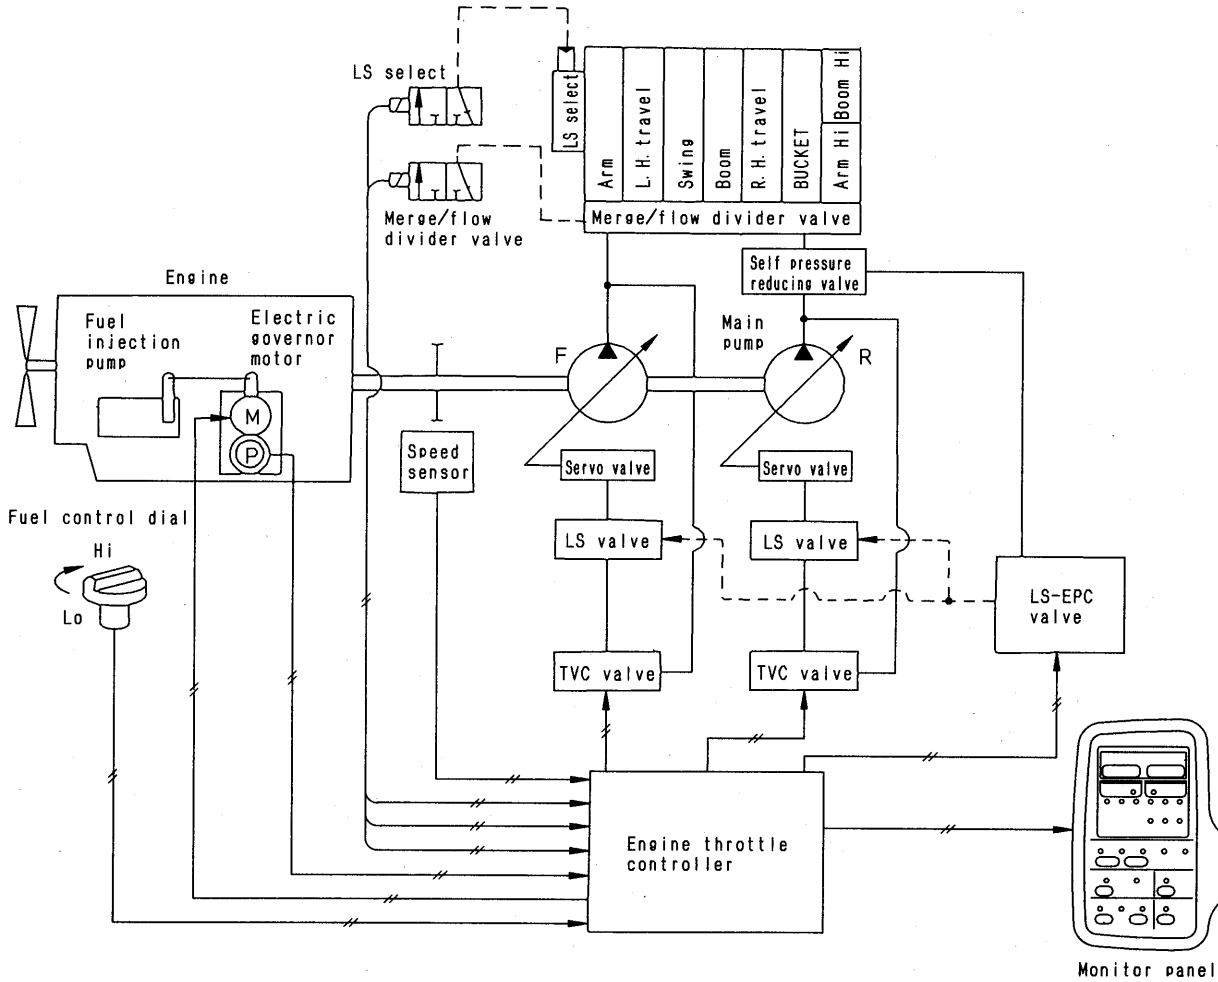 LS select
LS select
Arm
L.H. travel
Swing
Boom
R.H. travel
BUCKET
Arm Hi
Boom Hi
Merge/flow
divider valve
Merge/flow divider valve
Self pressure
reducing valve
Engine
Fuel
injection
pump
Electric
governor
motor
M
P
F
Main
pump
R
Speed
sensor
Servo valve
Servo valve
Fuel control dial
Hi
Lo
LS valve
LS valve
LS-EPC
valve
TVC valve
TVC valve
Engine throttle
controller
Monitor panel